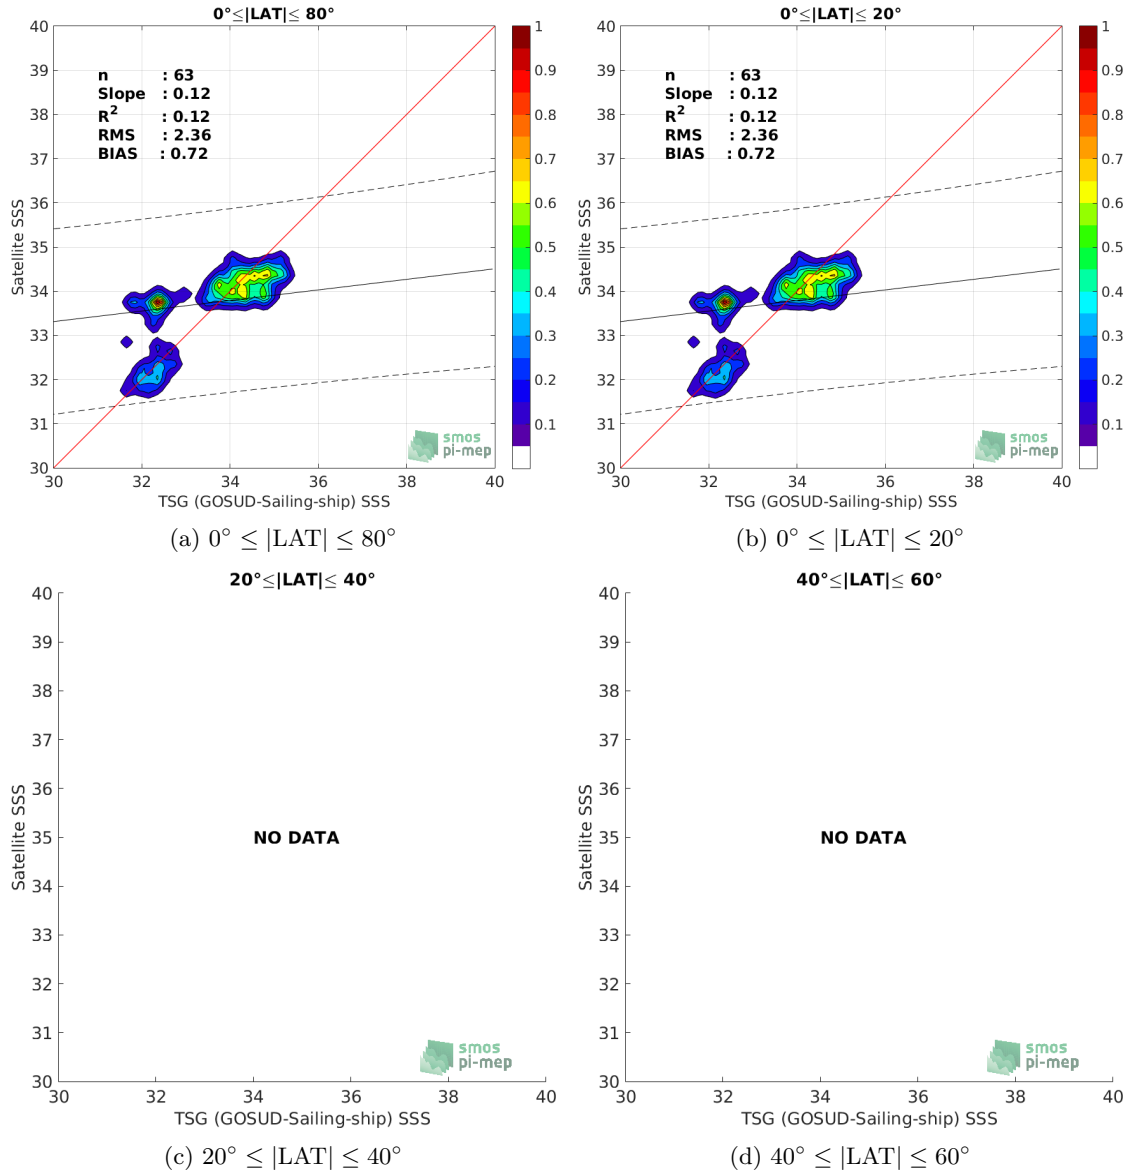 0°≤|LAT|≤ 80°
40
39
38
37
36
35
34
33
32
31
30
Satellite SSS
n : 63
Slope : 0.12
R² : 0.12
RMS : 2.36
BIAS : 0.72
smos
pi-mep
30 32 34 36 38 40
TSG (GOSUD-Sailing-ship) SSS
1
0.9
0.8
0.7
0.6
0.5
0.4
0.3
0.2
0.1
(a) 0° ≤ |LAT| ≤ 80°
0°≤|LAT|≤ 20°
40
39
38
37
36
35
34
33
32
31
30
Satellite SSS
n : 63
Slope : 0.12
R² : 0.12
RMS : 2.36
BIAS : 0.72
smos
pi-mep
30 32 34 36 38 40
TSG (GOSUD-Sailing-ship) SSS
1
0.9
0.8
0.7
0.6
0.5
0.4
0.3
0.2
0.1
(b) 0° ≤ |LAT| ≤ 20°
20°≤|LAT|≤ 40°
40
39
38
37
36
35
34
33
32
31
30
Satellite SSS
NO DATA
smos
pi-mep
30 32 34 36 38 40
TSG (GOSUD-Sailing-ship) SSS
(c) 20° ≤ |LAT| ≤ 40°
40°≤|LAT|≤ 60°
40
39
38
37
36
35
34
33
32
31
30
Satellite SSS
NO DATA
smos
pi-mep
30 32 34 36 38 40
TSG (GOSUD-Sailing-ship) SSS
(d) 40° ≤ |LAT| ≤ 60°